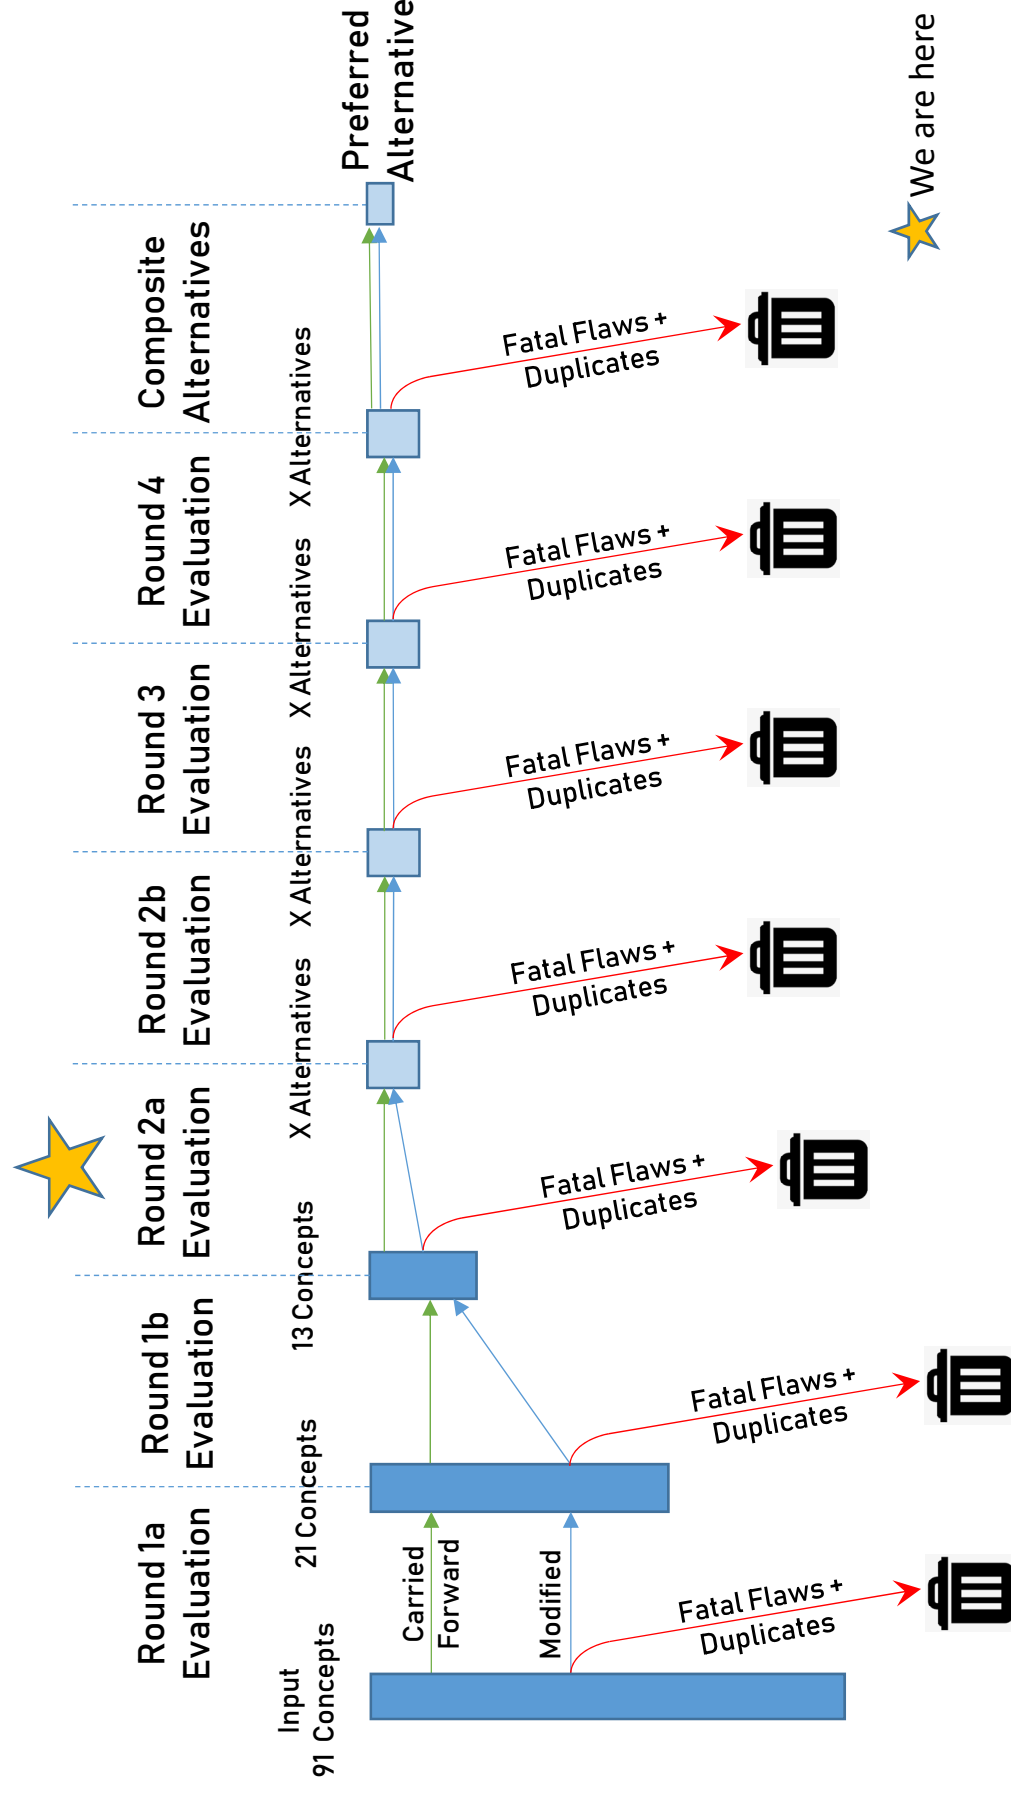 Round 1a
Evaluation
Round 1b
Evaluation
Round 2a
Evaluation
Round 2b
Evaluation
Round 3
Evaluation
Round 4
Evaluation
Composite
Alternatives
Input
91 Concepts
21 Concepts
13 Concepts
X Alternatives
X Alternatives
X Alternatives
X Alternatives
Preferred
Alternative
Carried
Forward
Modified
Fatal Flaws +
Duplicates
Fatal Flaws +
Duplicates
Fatal Flaws +
Duplicates
Fatal Flaws +
Duplicates
Fatal Flaws +
Duplicates
Fatal Flaws +
Duplicates
Fatal Flaws +
Duplicates
We are here